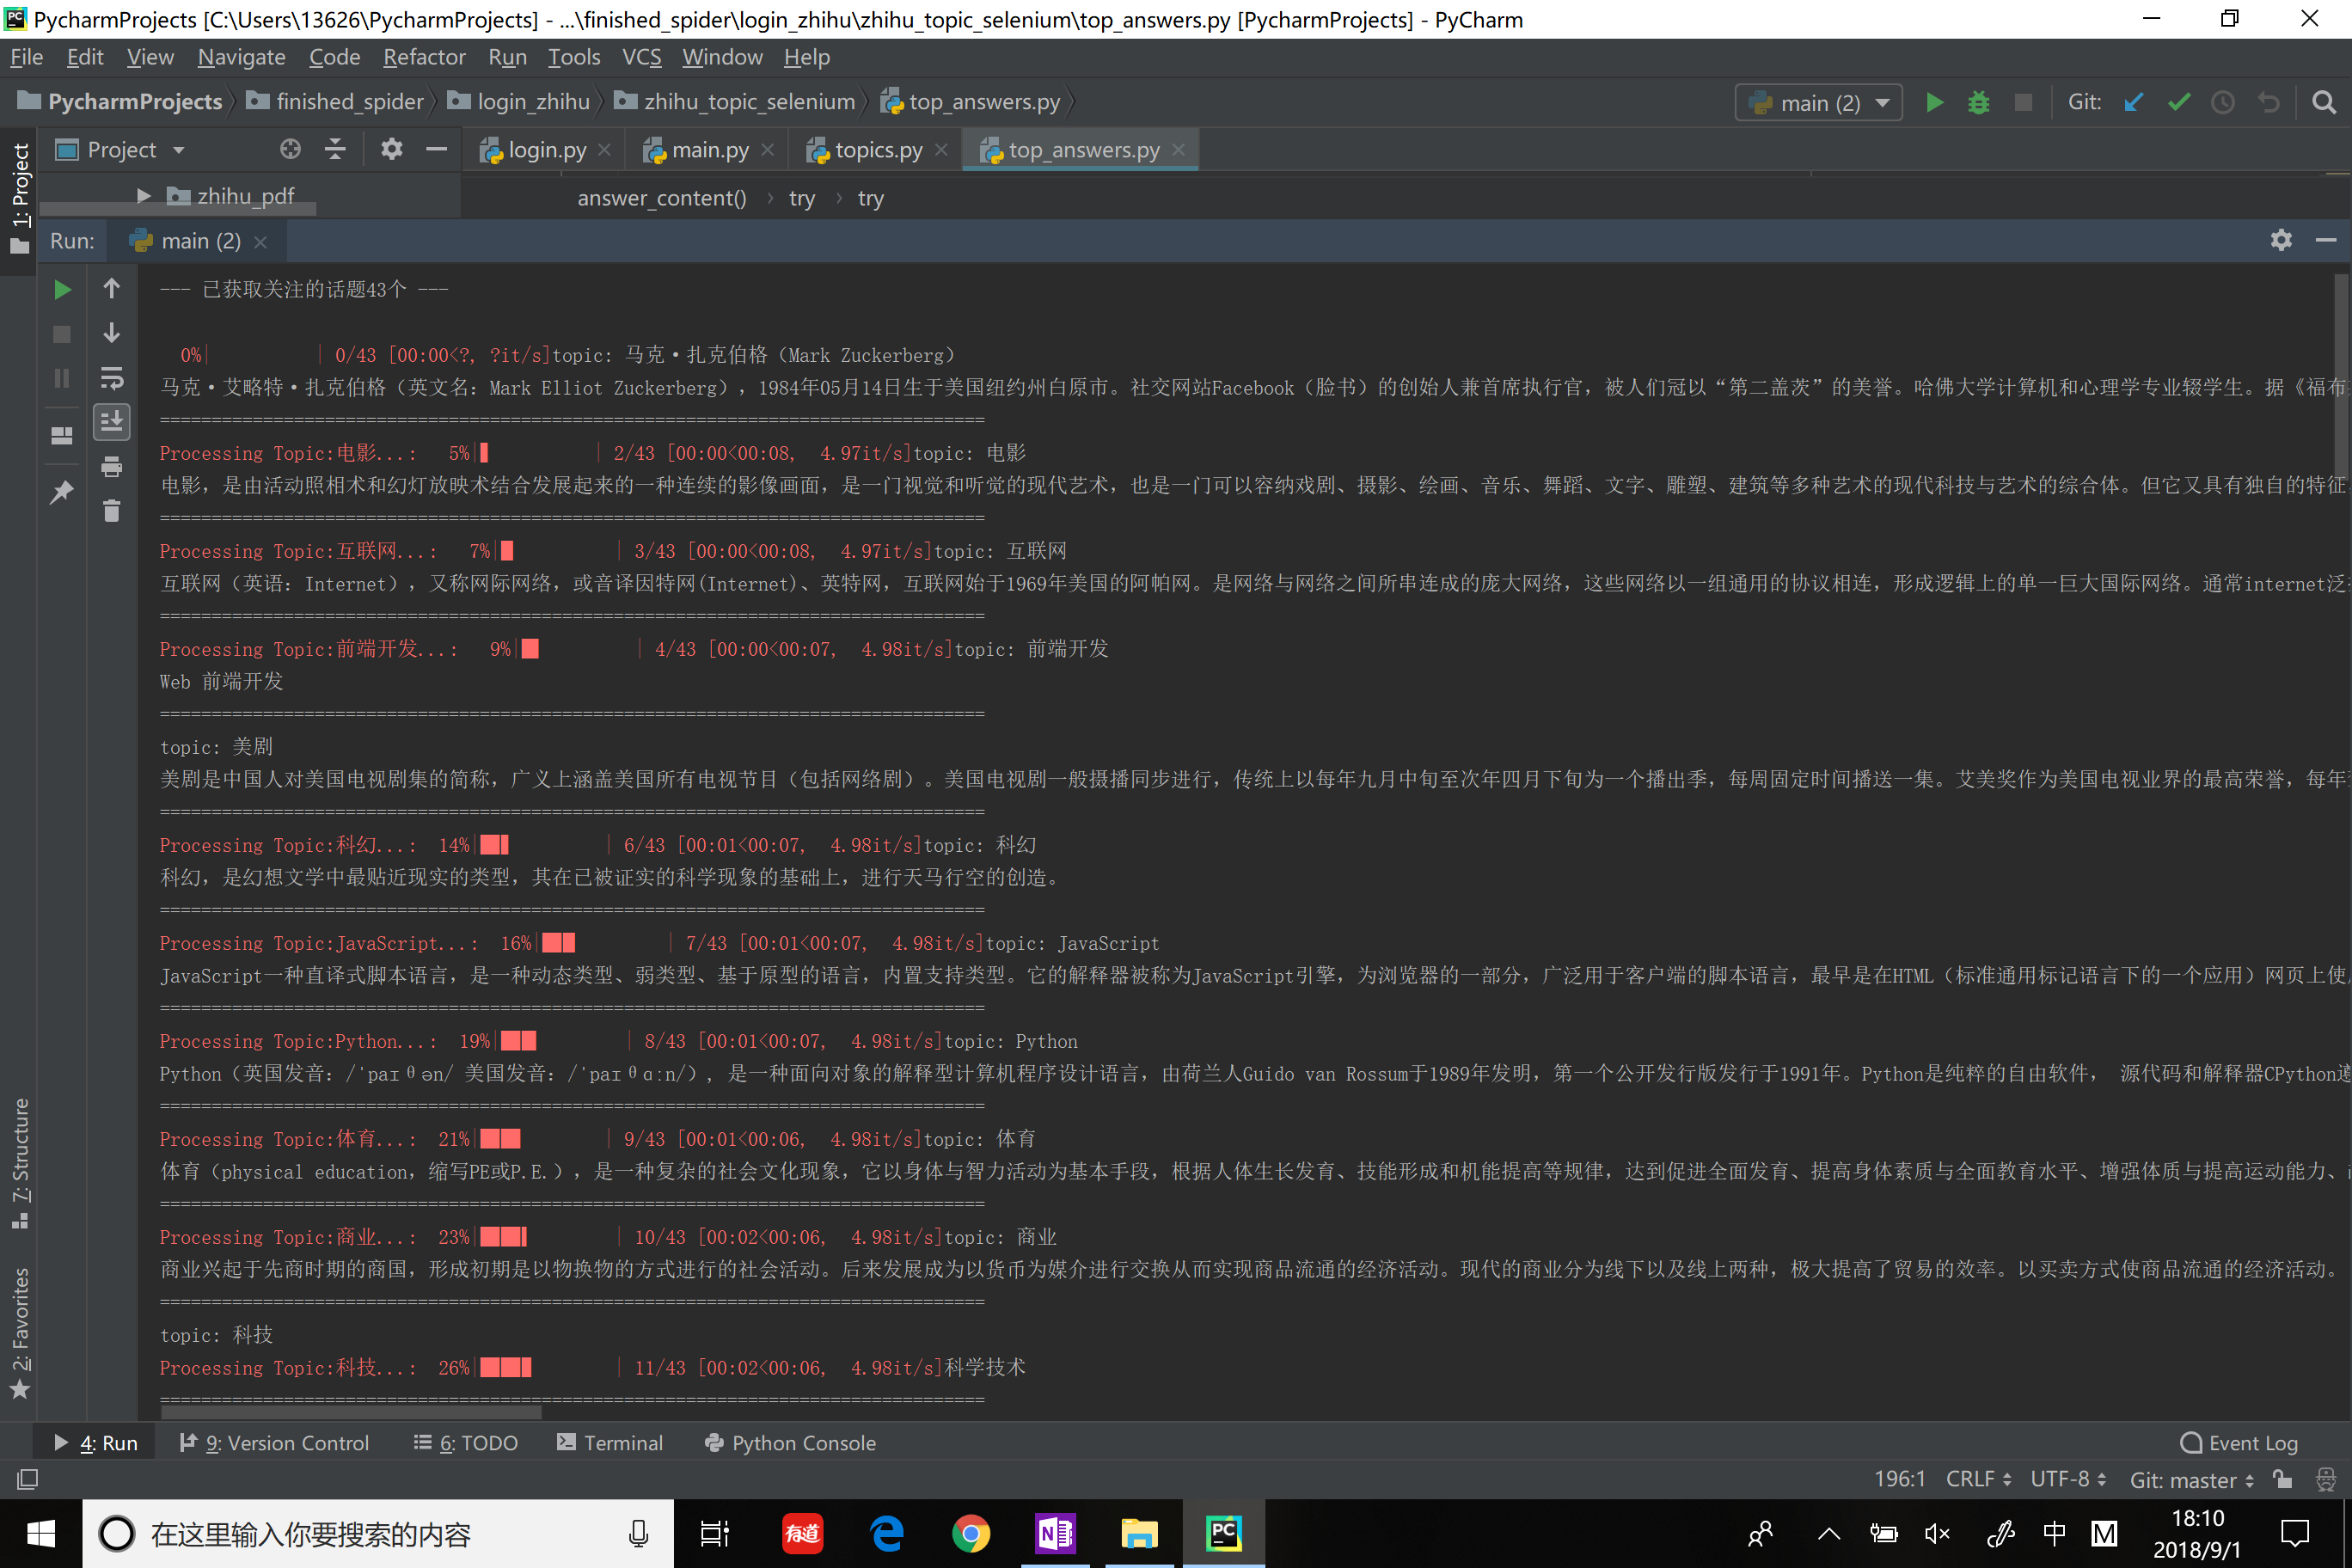 PycharmProjects [C:\Users\13626\PycharmProjects] - ...\finished_spider\login_zhihu\zhihu_topic_selenium\top_answers.py [PycharmProjects] - PyCharm
File Edit View Navigate Code Refactor Run Tools VCS Window Help
PycharmProjects finished_spider login_zhihu zhihu_topic_selenium top_answers.py main (2) Git:
1: Project
Project login.py main.py topics.py top_answers.py
zhihu_pdf answer_content() › try › try
Run: main (2)
--- 已获取关注的话题43个 ---
0%| | 0/43 [00:00<?, ?it/s]topic: 马克·扎克伯格（Mark Zuckerberg）
马克·艾略特·扎克伯格（英文名：Mark Elliot Zuckerberg），1984年05月14日生于美国纽约州白原市。社交网站Facebook（脸书）的创始人兼首席执行官，被人们冠以“第二盖茨”的美誉。哈佛大学计算机和心理学专业辍学生。据《福布
================================================================================
Processing Topic:电影...: 5%| | 2/43 [00:00<00:08, 4.97it/s]topic: 电影
电影，是由活动照相术和幻灯放映术结合发展起来的一种连续的影像画面，是一门视觉和听觉的现代艺术，也是一门可以容纳戏剧、摄影、绘画、音乐、舞蹈、文字、雕塑、建筑等多种艺术的现代科技与艺术的综合体。但它又具有独自的特征
================================================================================
Processing Topic:互联网...: 7%| | 3/43 [00:00<00:08, 4.97it/s]topic: 互联网
互联网（英语：Internet），又称网际网络，或音译因特网(Internet)、英特网，互联网始于1969年美国的阿帕网。是网络与网络之间所串连成的庞大网络，这些网络以一组通用的协议相连，形成逻辑上的单一巨大国际网络。通常internet泛
================================================================================
Processing Topic:前端开发...: 9%| | 4/43 [00:00<00:07, 4.98it/s]topic: 前端开发
Web 前端开发
================================================================================
topic: 美剧
美剧是中国人对美国电视剧集的简称，广义上涵盖美国所有电视节目（包括网络剧）。美国电视剧一般摄播同步进行，传统上以每年九月中旬至次年四月下旬为一个播出季，每周固定时间播送一集。艾美奖作为美国电视业界的最高荣誉，每年
================================================================================
Processing Topic:科幻...: 14%| | 6/43 [00:01<00:07, 4.98it/s]topic: 科幻
科幻，是幻想文学中最贴近现实的类型，其在已被证实的科学现象的基础上，进行天马行空的创造。
================================================================================
Processing Topic:JavaScript...: 16%| | 7/43 [00:01<00:07, 4.98it/s]topic: JavaScript
JavaScript一种直译式脚本语言，是一种动态类型、弱类型、基于原型的语言，内置支持类型。它的解释器被称为JavaScript引擎，为浏览器的一部分，广泛用于客户端的脚本语言，最早是在HTML（标准通用标记语言下的一个应用）网页上使
================================================================================
Processing Topic:Python...: 19%| | 8/43 [00:01<00:07, 4.98it/s]topic: Python
Python（英国发音：/ˈpaɪθən/ 美国发音：/ˈpaɪθɑːn/）, 是一种面向对象的解释型计算机程序设计语言，由荷兰人Guido van Rossum于1989年发明，第一个公开发行版发行于1991年。Python是纯粹的自由软件， 源代码和解释器CPython
================================================================================
Processing Topic:体育...: 21%| | 9/43 [00:01<00:06, 4.98it/s]topic: 体育
体育（physical education，缩写PE或P.E.），是一种复杂的社会文化现象，它以身体与智力活动为基本手段，根据人体生长发育、技能形成和机能提高等规律，达到促进全面发育、提高身体素质与全面教育水平、增强体质与提高运动能力、
================================================================================
Processing Topic:商业...: 23%| | 10/43 [00:02<00:06, 4.98it/s]topic: 商业
商业兴起于先商时期的商国，形成初期是以物换物的方式进行的社会活动。后来发展成为以货币为媒介进行交换从而实现商品流通的经济活动。现代的商业分为线下以及线上两种，极大提高了贸易的效率。以买卖方式使商品流通的经济活动。
================================================================================
topic: 科技
Processing Topic:科技...: 26%| | 11/43 [00:02<00:06, 4.98it/s]科学技术
================================================================================
7: Structure
2: Favorites
4: Run 9: Version Control 6: TODO Terminal Python Console Event Log
196:1 CRLF UTF-8 Git: master
在这里输入你要搜索的内容 有道 N PC 中 M 18:10
2018/9/1